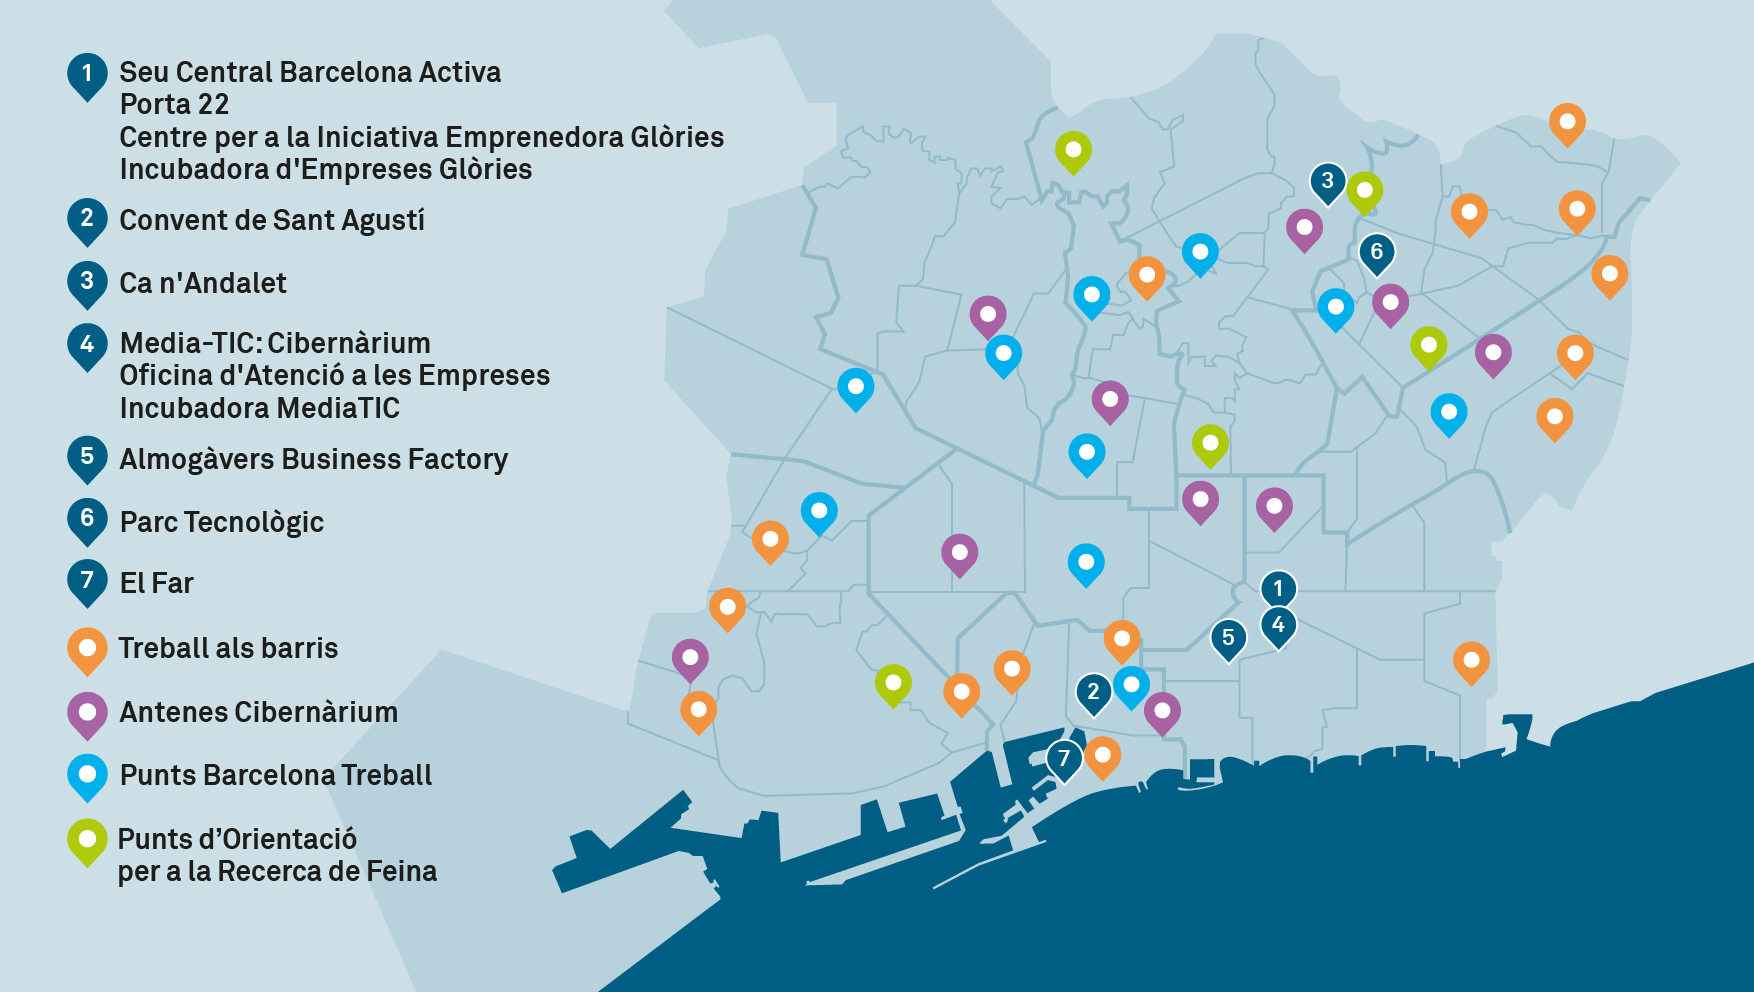 1 Seu Central Barcelona Activa
Porta 22
Centre per a la Iniciativa Emprenedora Glòries
Incubadora d'Empreses Glòries
2 Convent de Sant Agustí
3 Ca n'Andalet
4 Media-TIC: Cibernàrium
Oficina d'Atenció a les Empreses
Incubadora MediaTIC
5 Almogàvers Business Factory
6 Parc Tecnològic
7 El Far
Treball als barris
Antenes Cibernàrium
Punts Barcelona Treball
Punts d’Orientació
per a la Recerca de Feina
3
6
1
4
5
2
7